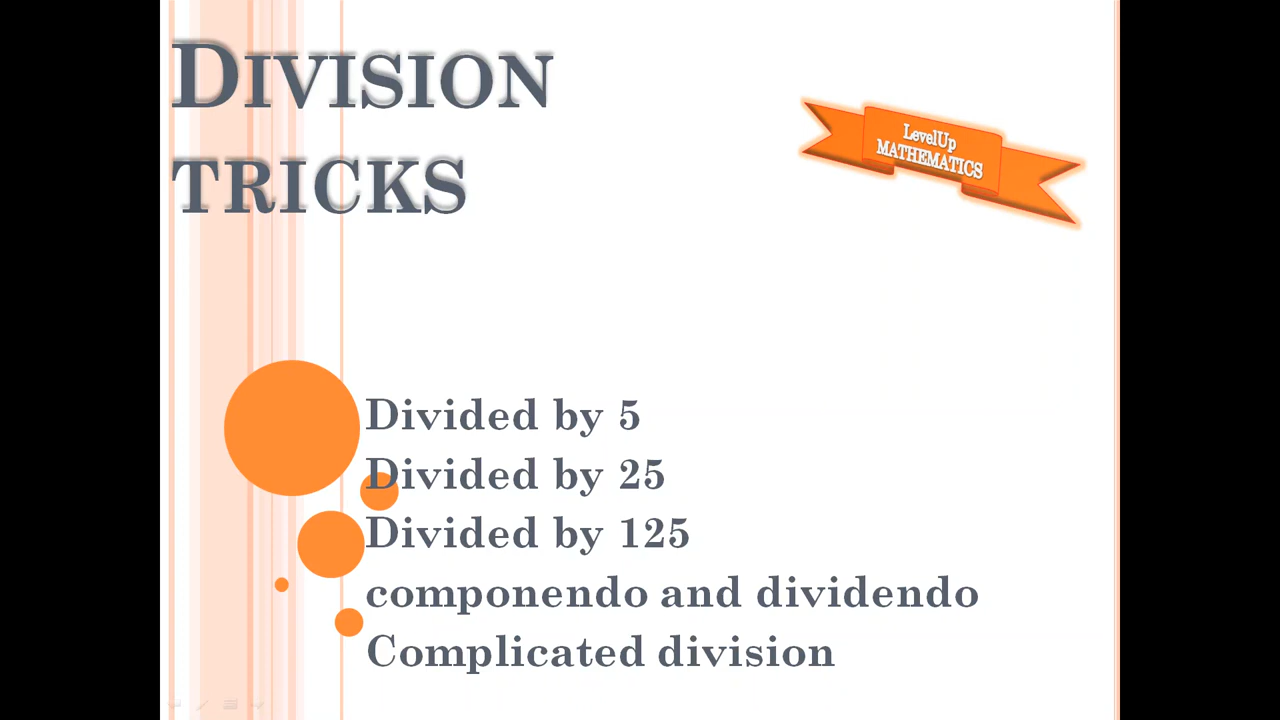 DIVISION
TRICKS
LevelUp
MATHEMATICS
Divided by 5
Divided by 25
Divided by 125
componendo and dividendo
Complicated division